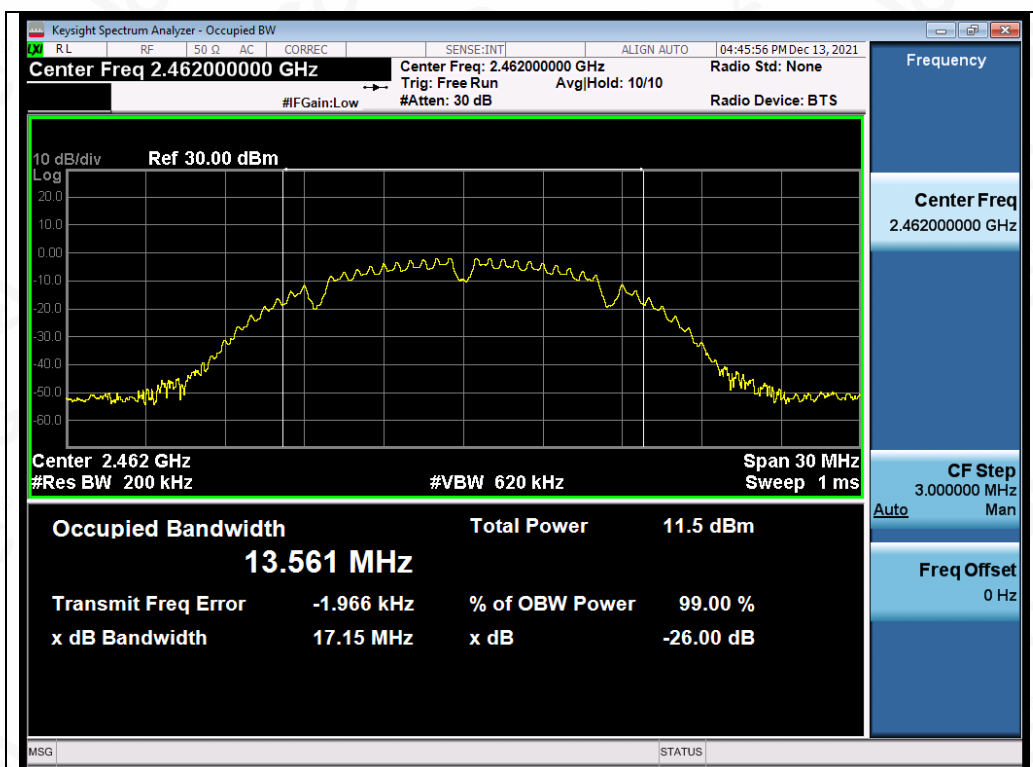 Keysight Spectrum Analyzer - Occupied BW
LXI RL RF 50 Ω AC CORREC SENSE:INT ALIGN AUTO 04:45:56 PM Dec 13, 2021
Center Freq 2.462000000 GHz
Center Freq: 2.462000000 GHz Radio Std: None
Trig: Free Run Avg|Hold: 10/10
#IFGain:Low #Atten: 30 dB Radio Device: BTS
10 dB/div Ref 30.00 dBm
Log
20.0
10.0
0.00
-10.0
-20.0
-30.0
-40.0
-50.0
-60.0
Center 2.462 GHz Span 30 MHz
#Res BW 200 kHz #VBW 620 kHz Sweep 1 ms
Occupied Bandwidth Total Power 11.5 dBm
13.561 MHz
Transmit Freq Error -1.966 kHz % of OBW Power 99.00 %
x dB Bandwidth 17.15 MHz x dB -26.00 dB
Frequency
Center Freq
2.462000000 GHz
CF Step
3.000000 MHz
Auto Man
Freq Offset
0 Hz
MSG STATUS